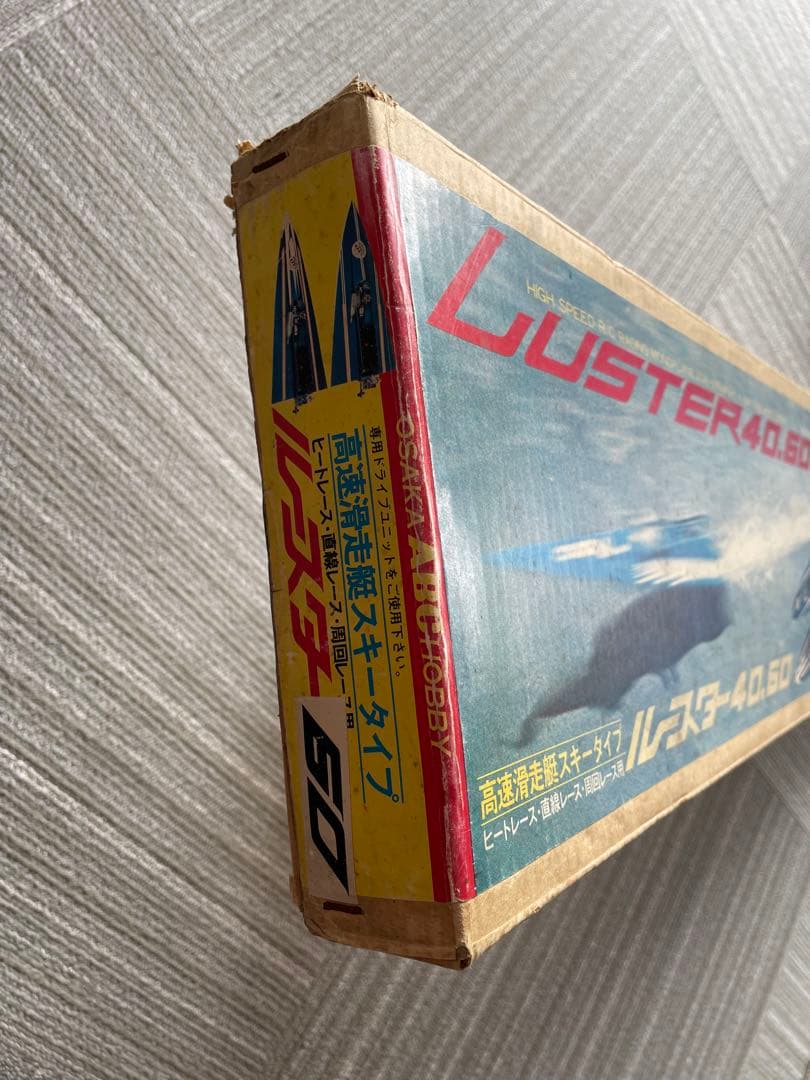 LUSTER40.60
HIGH SPEED R/C RACING
高速滑走艇スキータイプ
ヒートレース・直線レース・周回レース用
ルースター40.60
OSAKA ABCHOBBY
専用ドライブユニットをご使用下さい。
高速滑走艇スキータイプ
ヒートレース・直線レース・周回レース用
ルースター
60